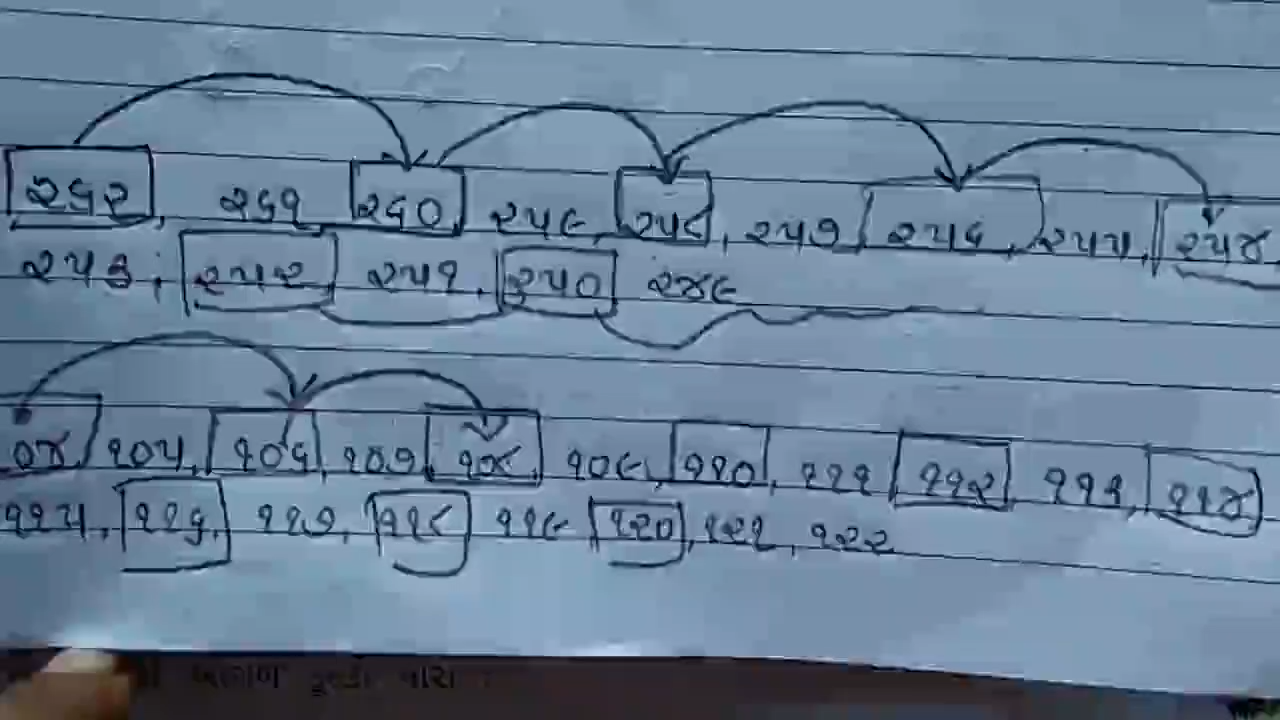 ૨૬૨, ૨૬૧ ૨૬૦, ૨૫૯, ૨૫૮, ૨૫૭ ૨૫૬, ૨૫૫, ૨૫૪
૨૫૩, ૨૫૨ ૨૫૧, ૨૫૦ ૨૪૯
૦૪, ૧૦૫, ૧૦૬, ૧૦૭ ૧૦૮, ૧૦૯, ૧૧૦, ૧૧૧ ૧૧૨, ૧૧૩, ૧૧૪
૧૧૫, ૧૧૬, ૧૧૭, ૧૧૮ ૧૧૯ ૧૨૦, ૧૨૧, ૧૨૨